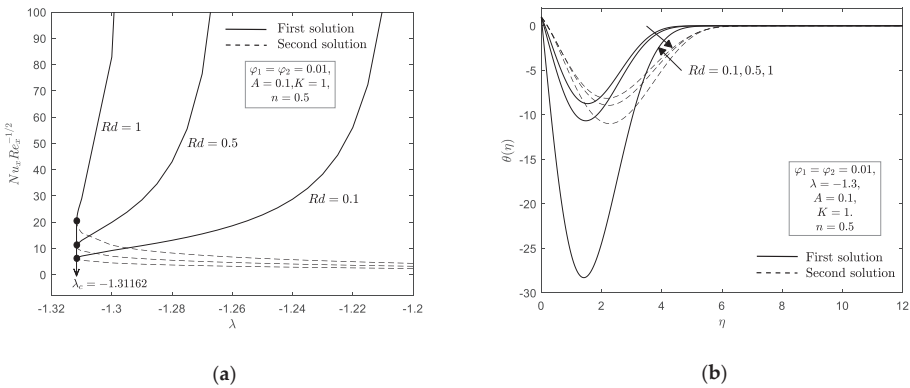 100
90
80
70
60
50
40
30
20
10
0
-1.32
-1.3
-1.28
-1.26
-1.24
-1.22
-1.2
λ
Nu_x Re_x^{-1/2}
First solution
Second solution
φ₁ = φ₂ = 0.01,
A = 0.1, K = 1,
n = 0.5
Rd = 1
Rd = 0.5
Rd = 0.1
λ_c = −1.31162
(a)
0
-5
-10
-15
-20
-25
-30
0
2
4
6
8
10
12
η
θ(η)
Rd = 0.1, 0.5, 1
φ₁ = φ₂ = 0.01,
λ = −1.3,
A = 0.1,
K = 1.
n = 0.5
First solution
Second solution
(b)